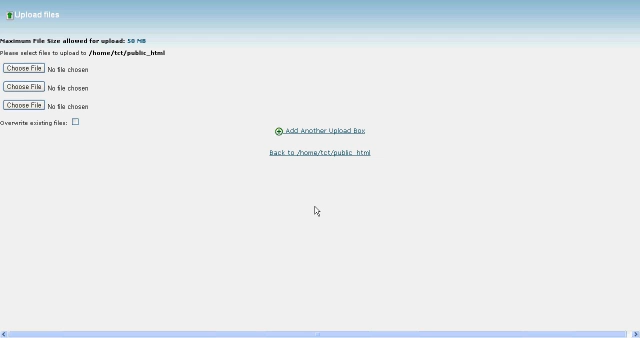 Upload files
Maximum File Size allowed for upload: 50 MB
Please select files to upload to /home/tct/public_html
Choose File No file chosen
Choose File No file chosen
Choose File No file chosen
Overwrite existing files:
Add Another Upload Box
Back to /home/tct/public_html